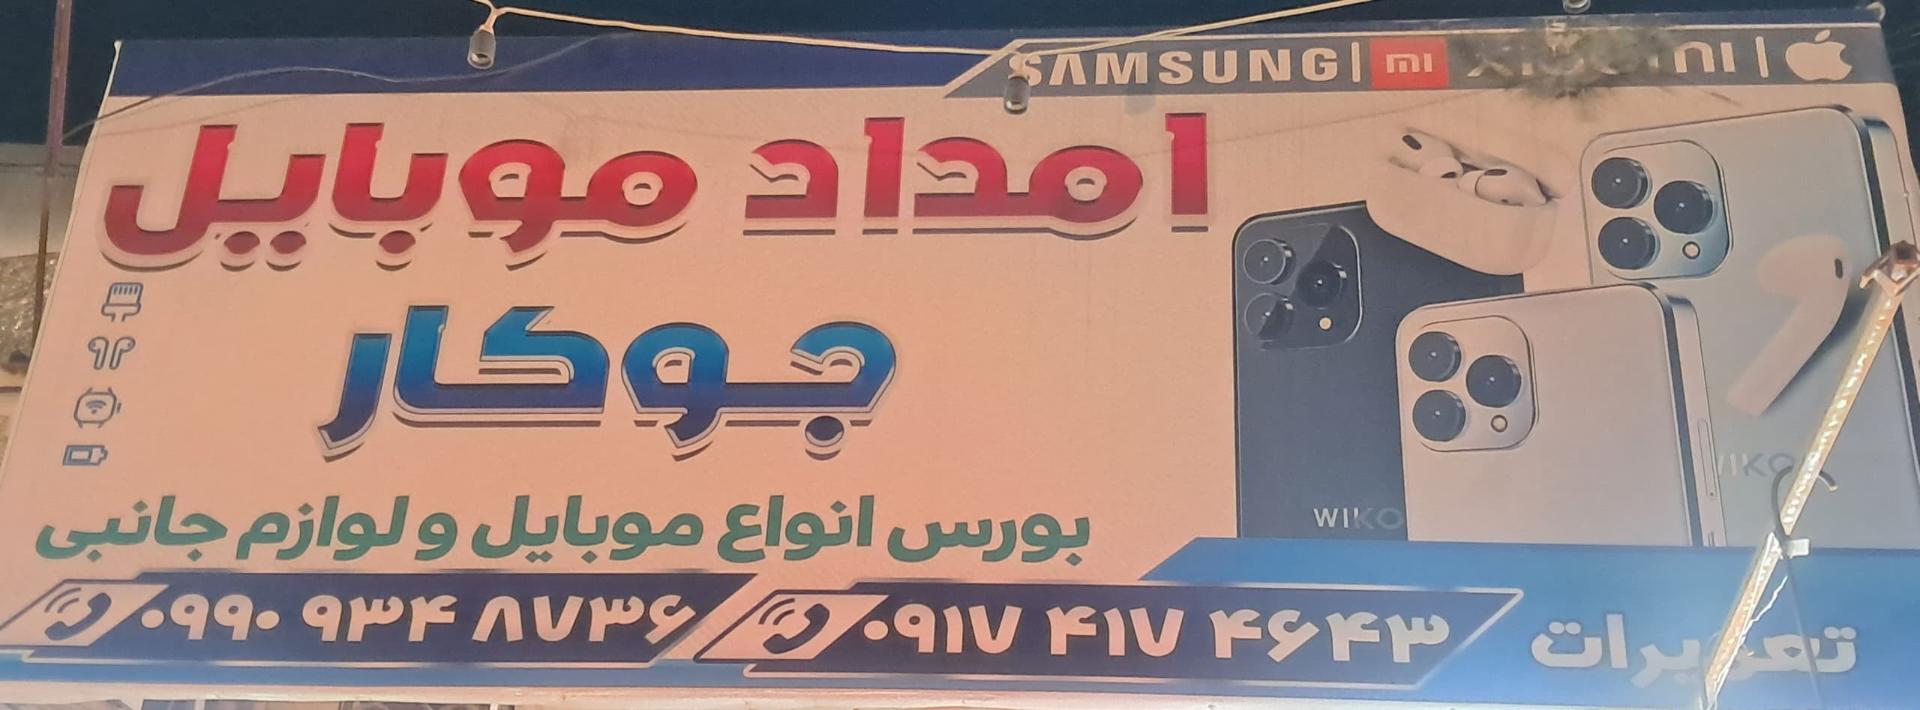 SAMSUNG | mi XIAOMI |
امداد موبایل
جوکار
بورس انواع موبایل و لوازم جانبی
WIKO
WIKO
۰۹۹۰ ۹۳۴ ۸۷۳۶
۰۹۱۷ ۴۱۷ ۴۶۴۳
تعمیرات